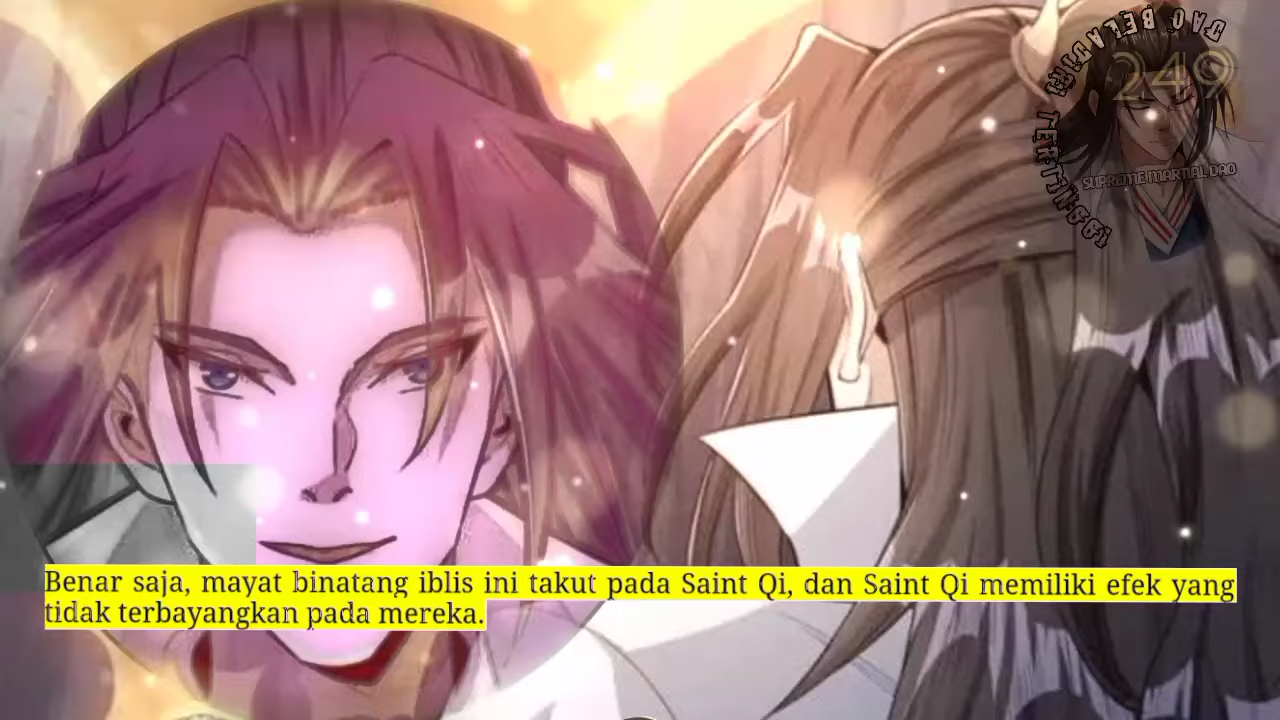 DAO BELADIRI TERTINGGI
249
SUPREME MARTIAL DAO
Benar saja, mayat binatang iblis ini takut pada Saint Qi, dan Saint Qi memiliki efek yang
tidak terbayangkan pada mereka.